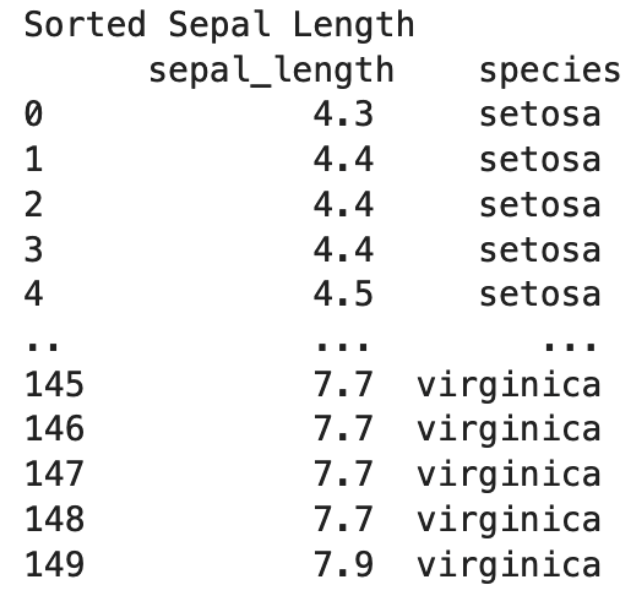 Sorted Sepal Length
sepal_length species
0 4.3 setosa
1 4.4 setosa
2 4.4 setosa
3 4.4 setosa
4 4.5 setosa
.. ... ...
145 7.7 virginica
146 7.7 virginica
147 7.7 virginica
148 7.7 virginica
149 7.9 virginica